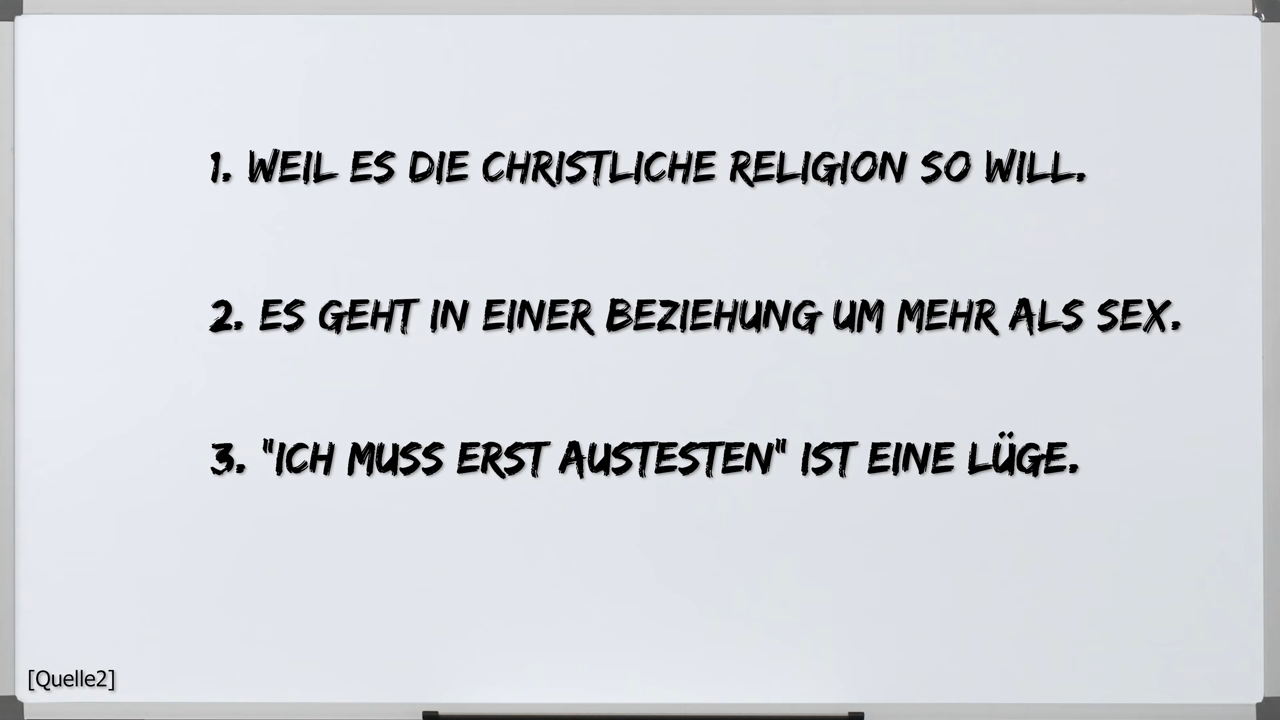 1. WEIL ES DIE CHRISTLICHE RELIGION SO WILL.
2. ES GEHT IN EINER BEZIEHUNG UM MEHR ALS SEX.
3. "ICH MUSS ERST AUSTESTEN" IST EINE LÜGE.
[Quelle2]